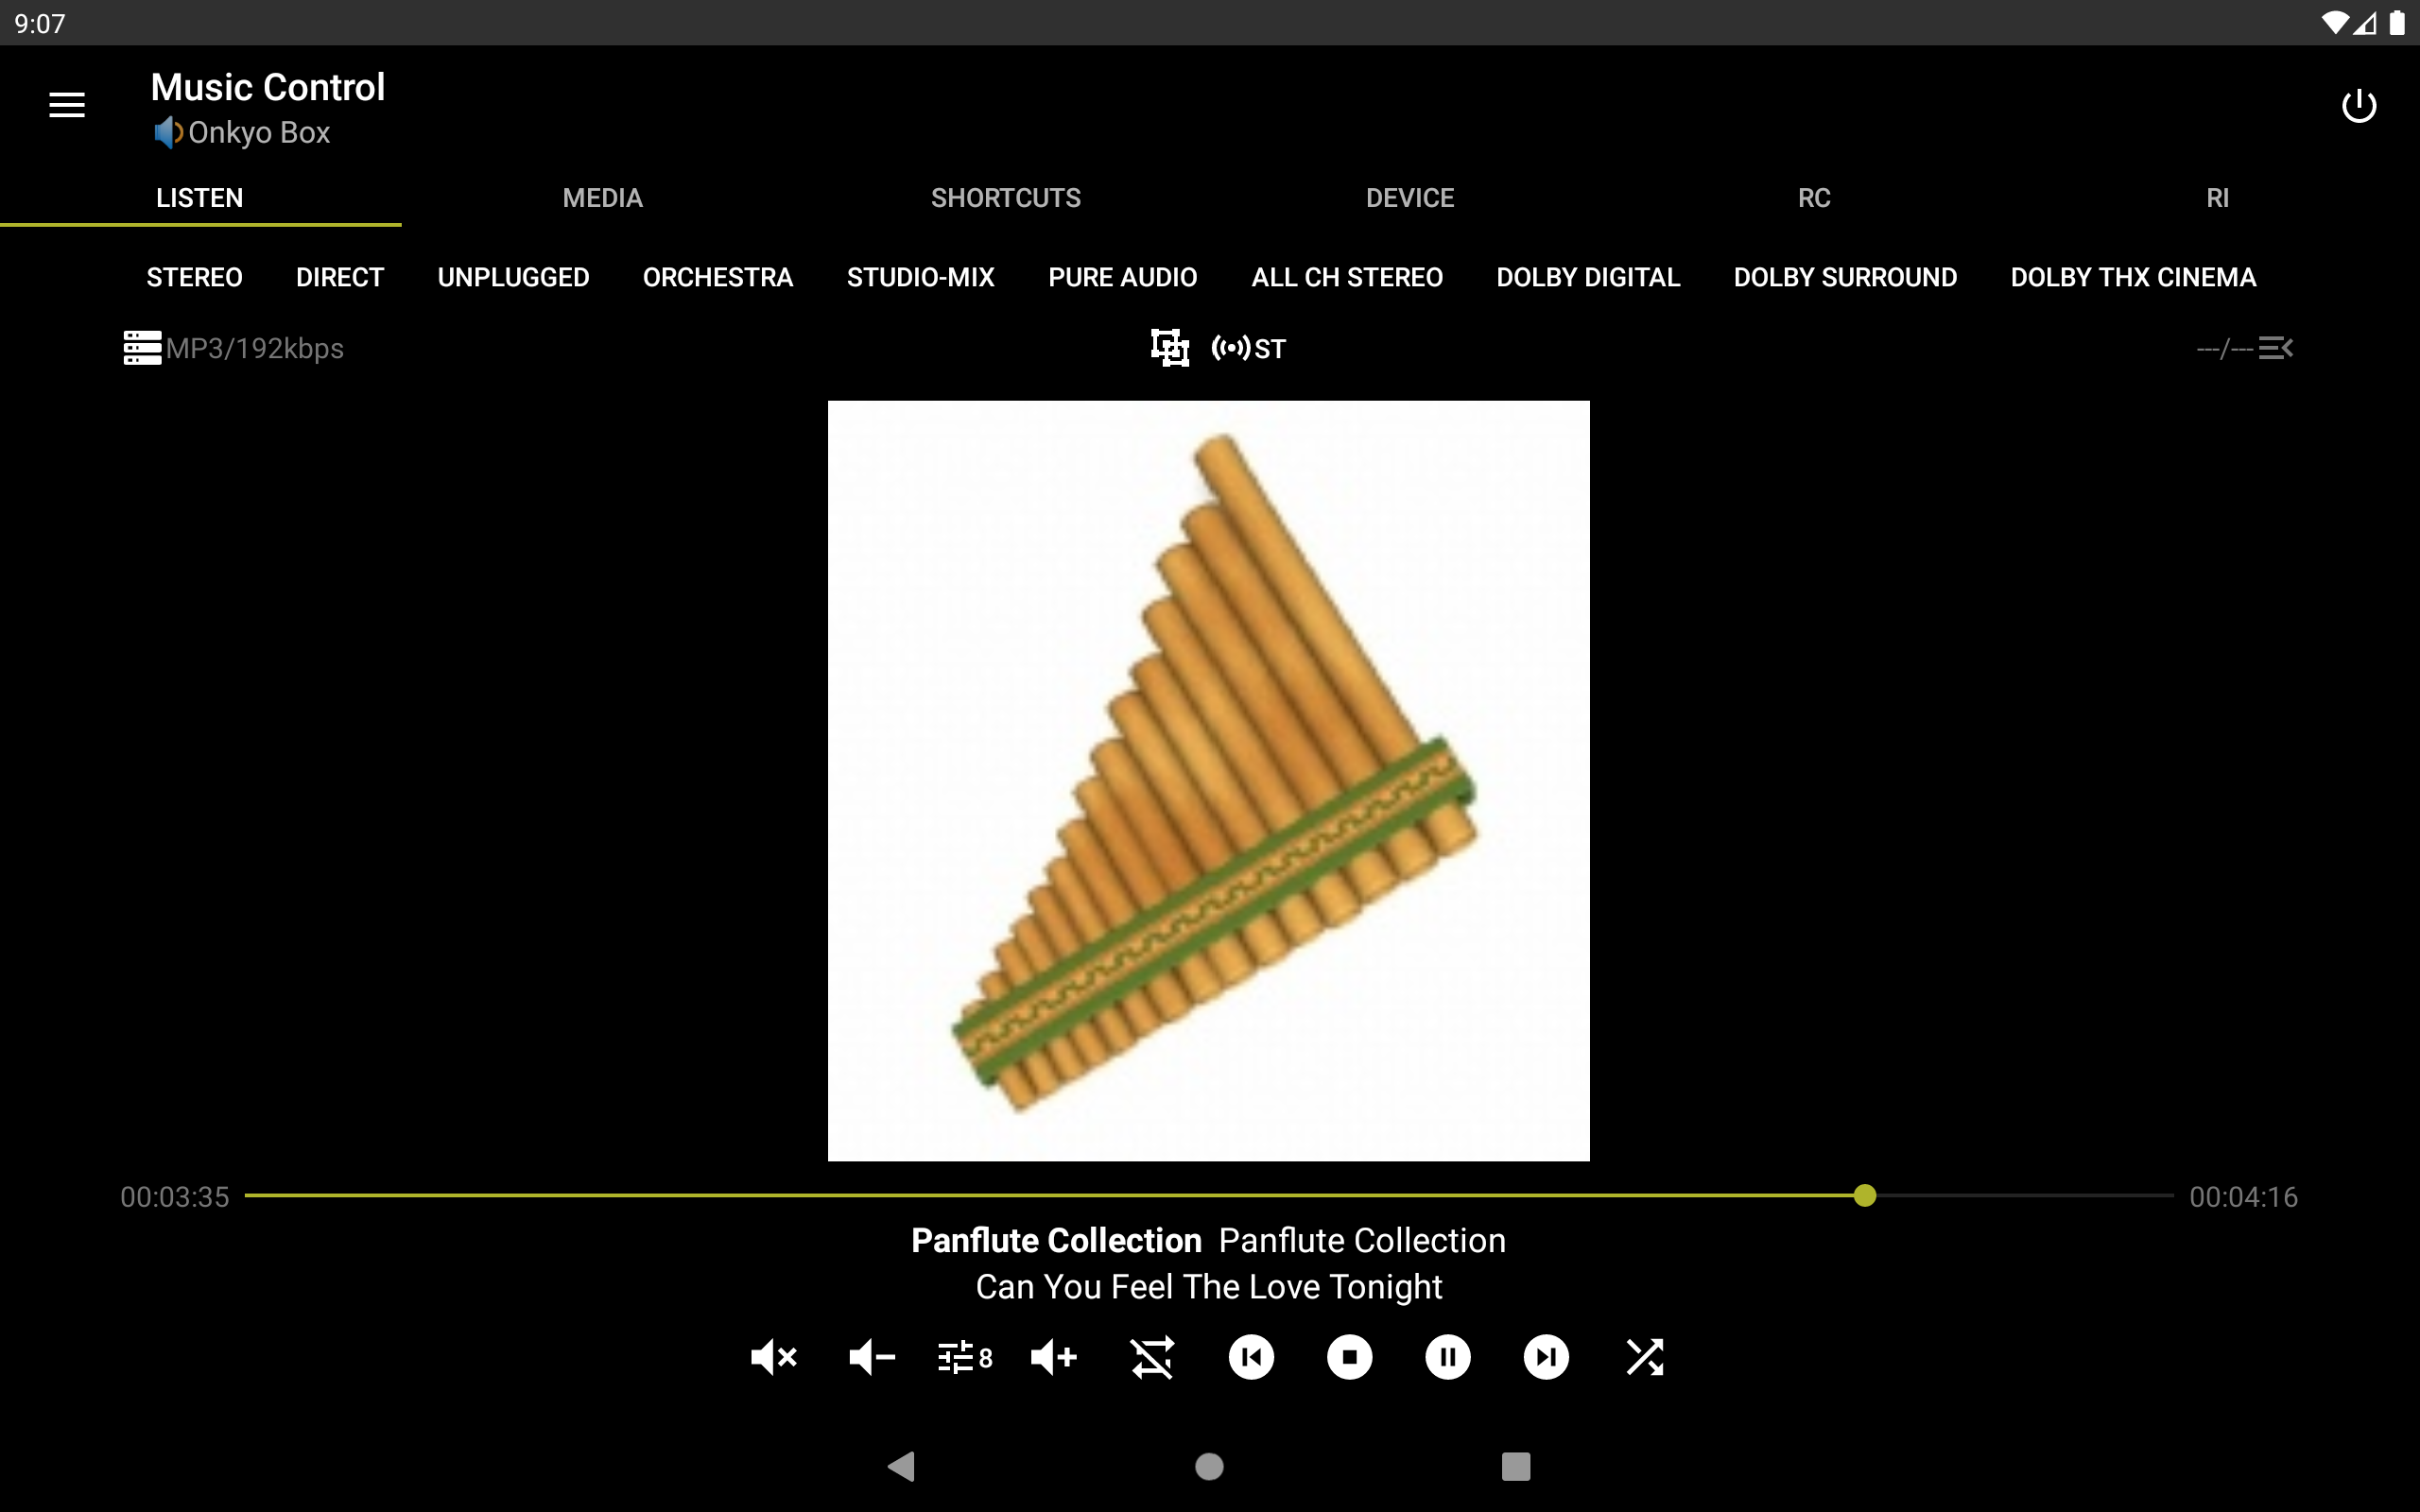 9:07
Music Control
Onkyo Box
LISTEN MEDIA SHORTCUTS DEVICE RC RI
STEREO DIRECT UNPLUGGED ORCHESTRA STUDIO-MIX PURE AUDIO ALL CH STEREO DOLBY DIGITAL DOLBY SURROUND DOLBY THX CINEMA
MP3/192kbps ST ---/---
00:03:35 00:04:16
Panflute Collection Panflute Collection
Can You Feel The Love Tonight
8